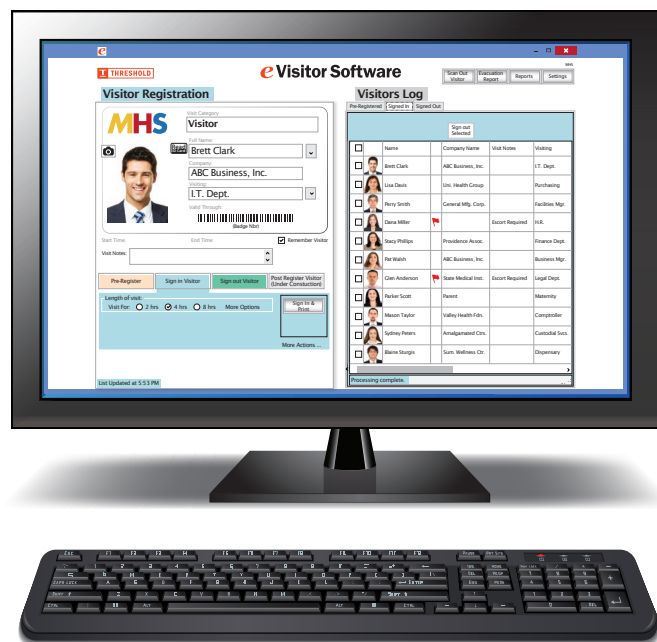 e
MHS
THRESHOLD
e Visitor Software
Scan Out Visitor
Evacuation Report
Reports
Settings
Visitor Registration
MHS
Visit Category
Visitor
Full Name:
Brett Clark
Company
ABC Business, Inc.
Visiting:
I.T. Dept.
Valid Through:
(Badge Nbr)
Start Time:
End Time:
Remember Visitor
Visit Notes:
Pre-Register
Sign in Visitor
Sign out Visitor
Post Register Visitor
(Under Constuction)
Length of visit:
Visit For: 2 hrs 4 hrs 8 hrs More Options
Sign In &
Print
More Actions ...
List Updated at 5:53 PM
Visitors Log
Pre-Registered Signed In Signed Out
Sign out
Selected
Name Company Name Visit Notes Visiting
Brett Clark ABC Business, Inc. I.T. Dept.
Lisa Davis Uni. Health Group Purchasing
Perry Smith General Mfg. Corp. Facilities Mgr.
Dana Miller Escort Required H.R.
Stacy Phillips Providence Assoc. Finance Dept.
Pat Walsh ABC Business, Inc. Business Mgr.
Glen Anderson State Medical Inst. Escort Required Legal Dept.
Parker Scott Parent Maternity
Mason Taylor Valley Health Fdn. Comptroller
Sydney Peters Amalgamated Ctrs. Custodial Svcs.
Blaine Sturgis Sum. Wellness Ctr. Dispensary
Processing complete.